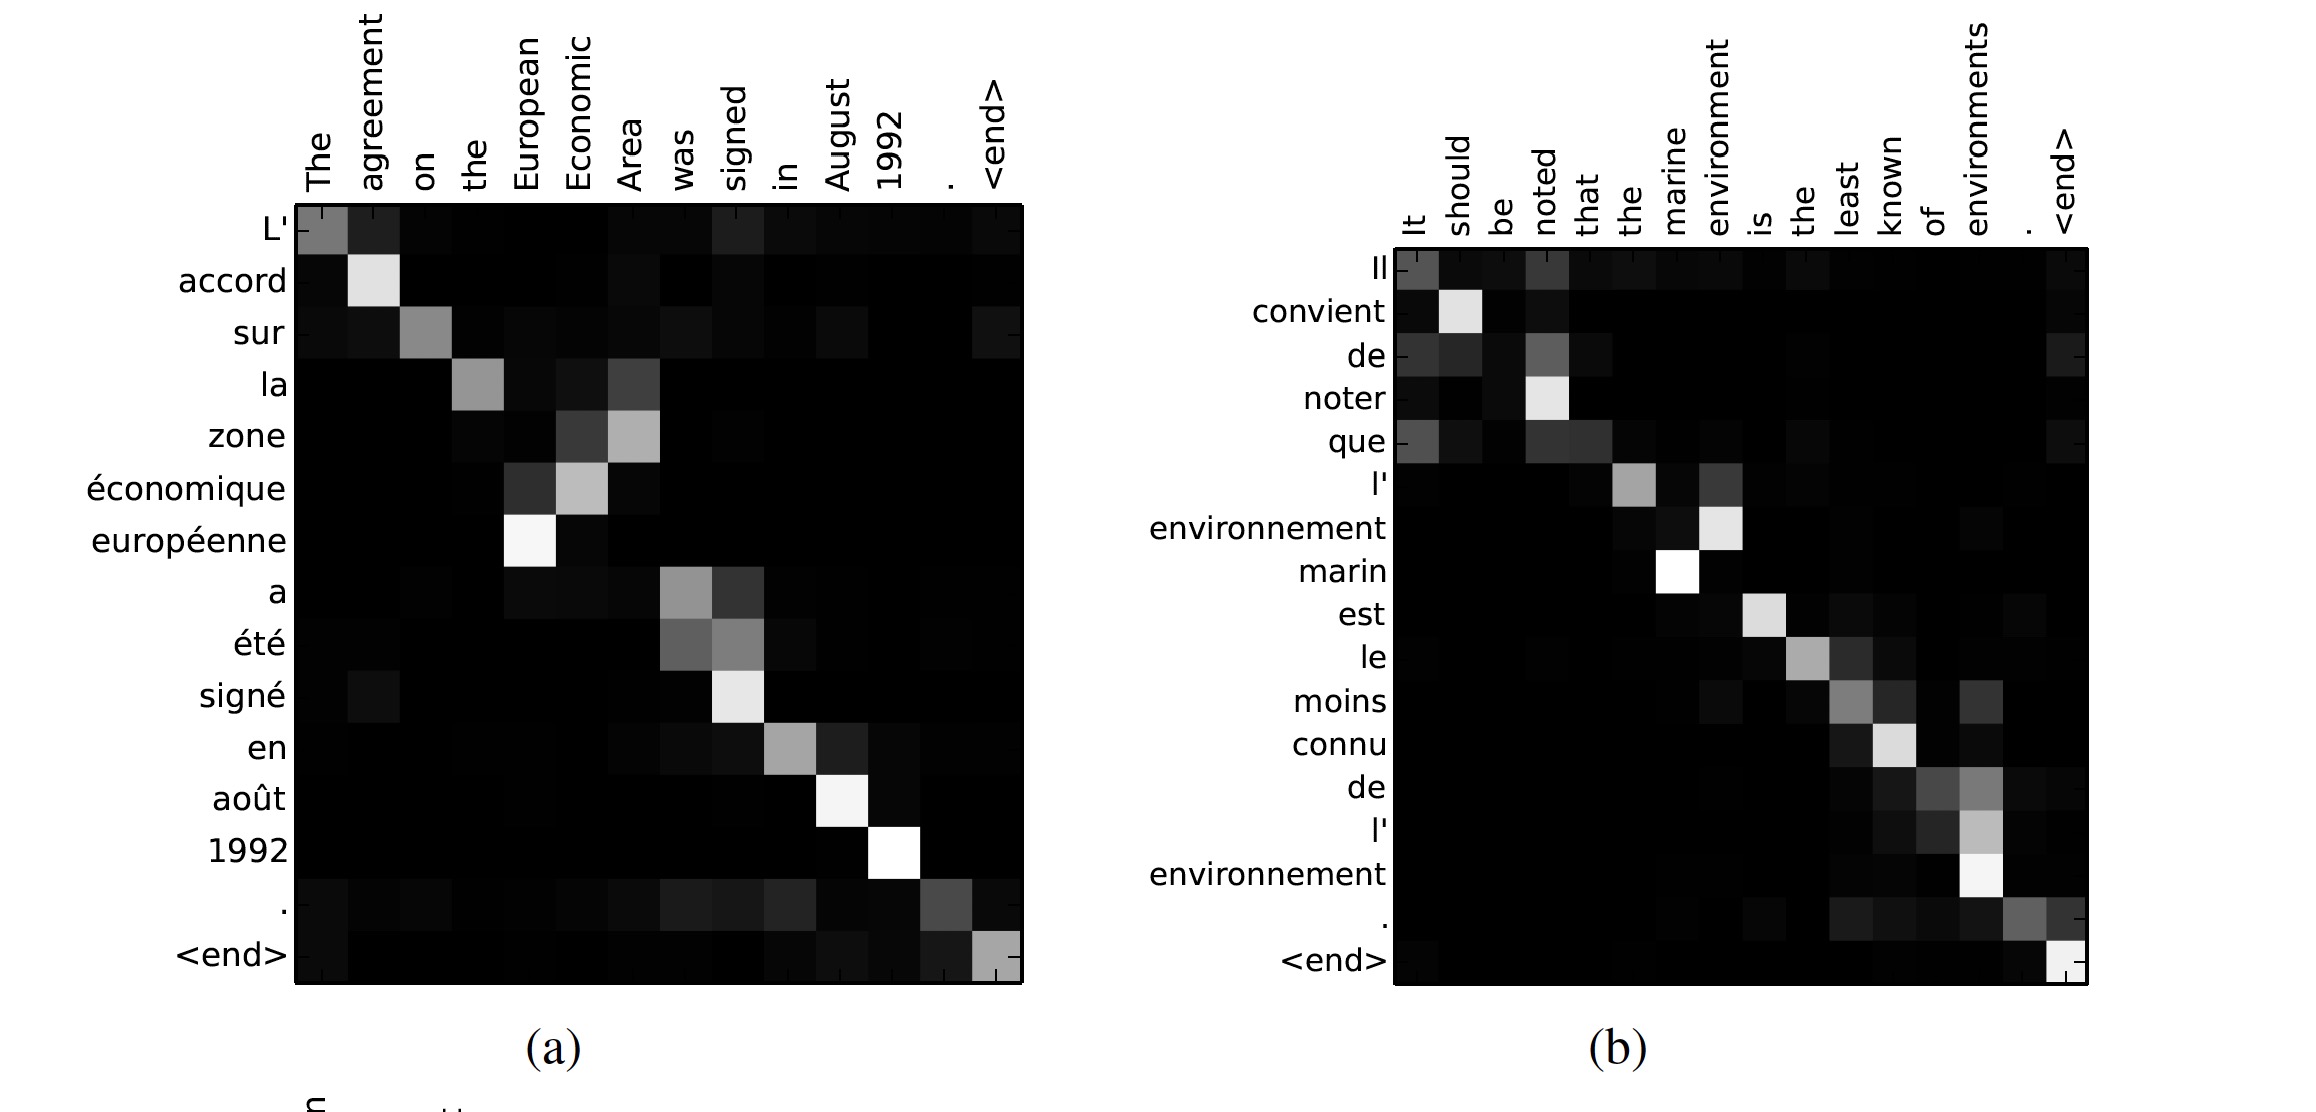 The agreement on the European Economic Area was signed in August 1992 . <end>
L'
accord
sur
la
zone
économique
européenne
a
été
signé
en
août
1992
.
<end>
(a)
It should be noted that the marine environment is the least known of environments . <end>
Il
convient
de
noter
que
l'
environnement
marin
est
le
moins
connu
de
l'
environnement
.
<end>
(b)